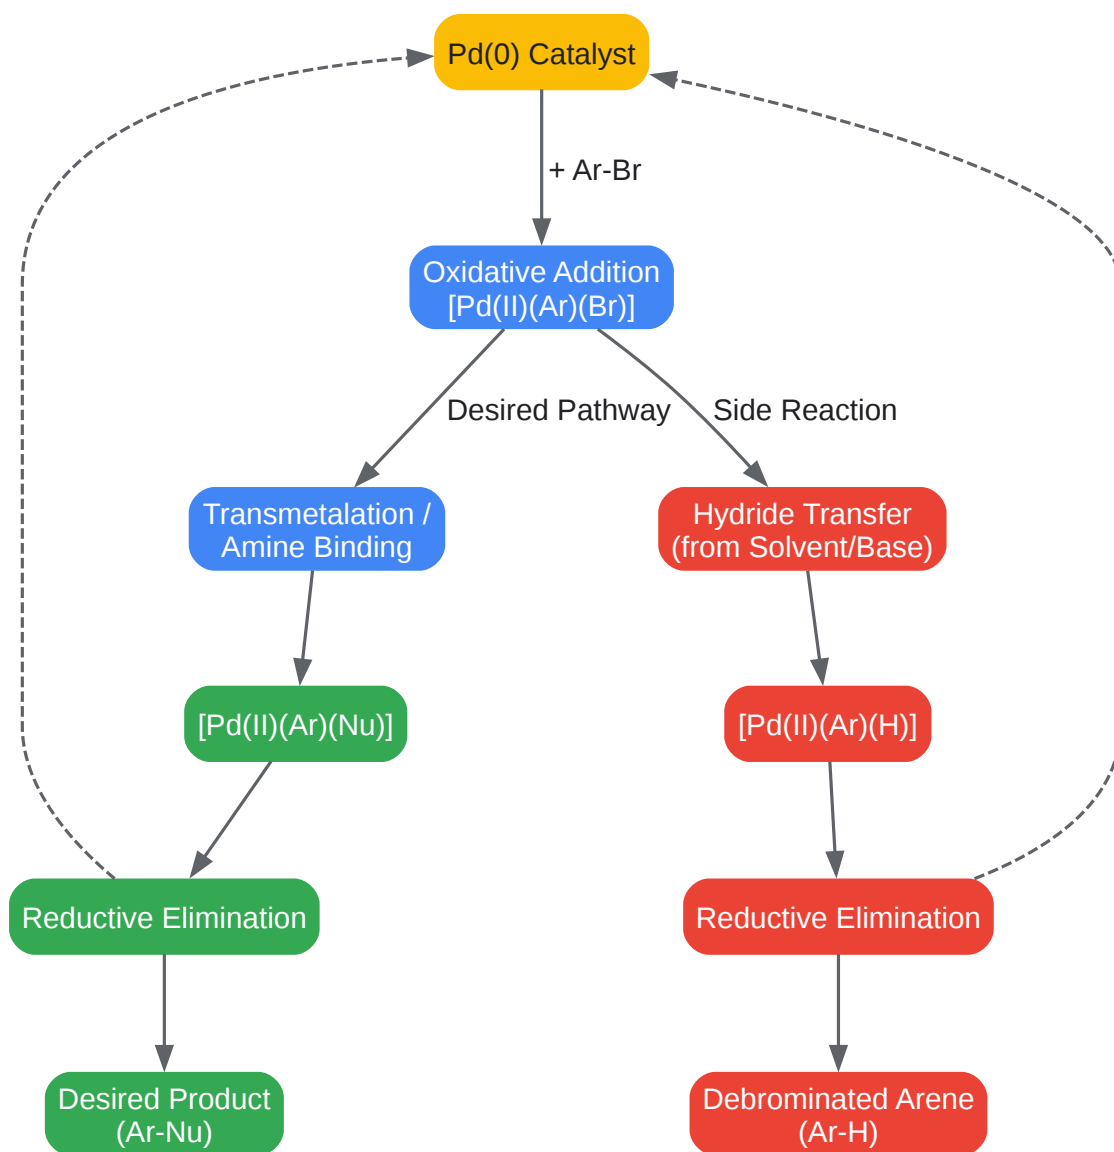 Pd(0) Catalyst
+ Ar-Br
Oxidative Addition
[Pd(II)(Ar)(Br)]
Desired Pathway
Side Reaction
Transmetalation /
Amine Binding
Hydride Transfer
(from Solvent/Base)
[Pd(II)(Ar)(Nu)]
[Pd(II)(Ar)(H)]
Reductive Elimination
Reductive Elimination
Desired Product
(Ar-Nu)
Debrominated Arene
(Ar-H)